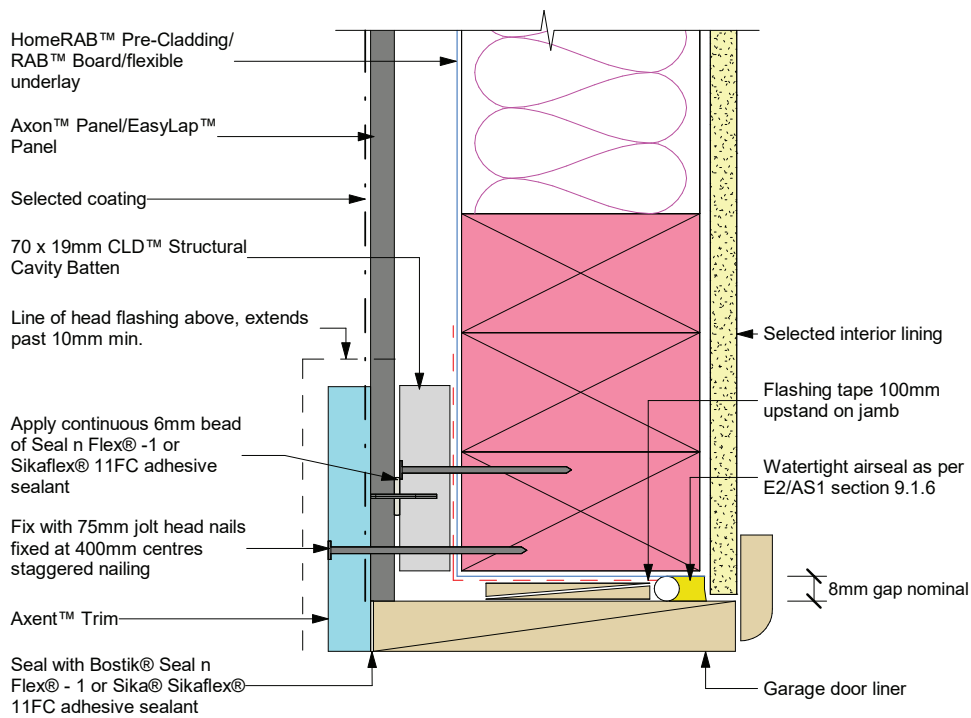 HomeRAB™ Pre-Cladding/
RAB™ Board/flexible
underlay
Axon™ Panel/EasyLap™
Panel
Selected coating
70 x 19mm CLD™ Structural
Cavity Batten
Line of head flashing above, extends
past 10mm min.
Apply continuous 6mm bead
of Seal n Flex® -1 or
Sikaflex® 11FC adhesive
sealant
Fix with 75mm jolt head nails
fixed at 400mm centres
staggered nailing
Axent™ Trim
Seal with Bostik® Seal n
Flex® - 1 or Sika® Sikaflex®
11FC adhesive sealant
Selected interior lining
Flashing tape 100mm
upstand on jamb
Watertight airseal as per
E2/AS1 section 9.1.6
8mm gap nominal
Garage door liner